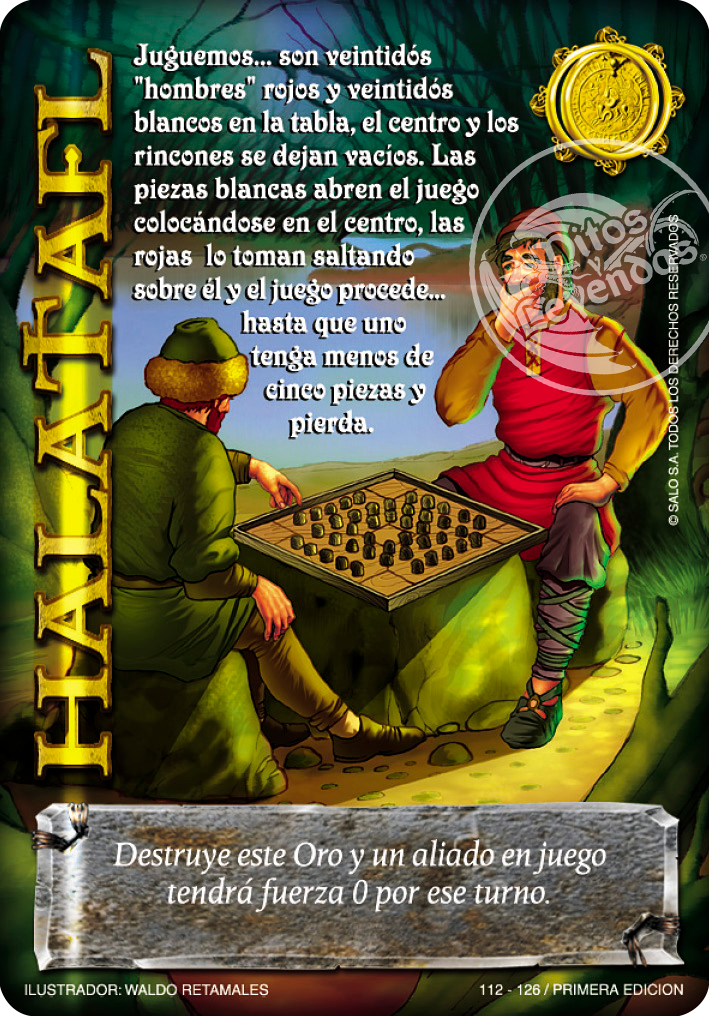 HALATAFL
Juguemos... son veintidós
"hombres" rojos y veintidós
blancos en la tabla, el centro y los
rincones se dejan vacíos. Las
piezas blancas abren el juego
colocándose en el centro, las
rojas lo toman saltando
sobre él y el juego procede...
hasta que uno
tenga menos de
cinco piezas y
pierda.
Mitos
y
Leyendas
®
© SALO S.A. TODOS LOS DERECHOS RESERVADOS
Destruye este Oro y un aliado en juego
tendrá fuerza 0 por ese turno.
ILUSTRADOR: WALDO RETAMALES
112 - 126 / PRIMERA EDICION